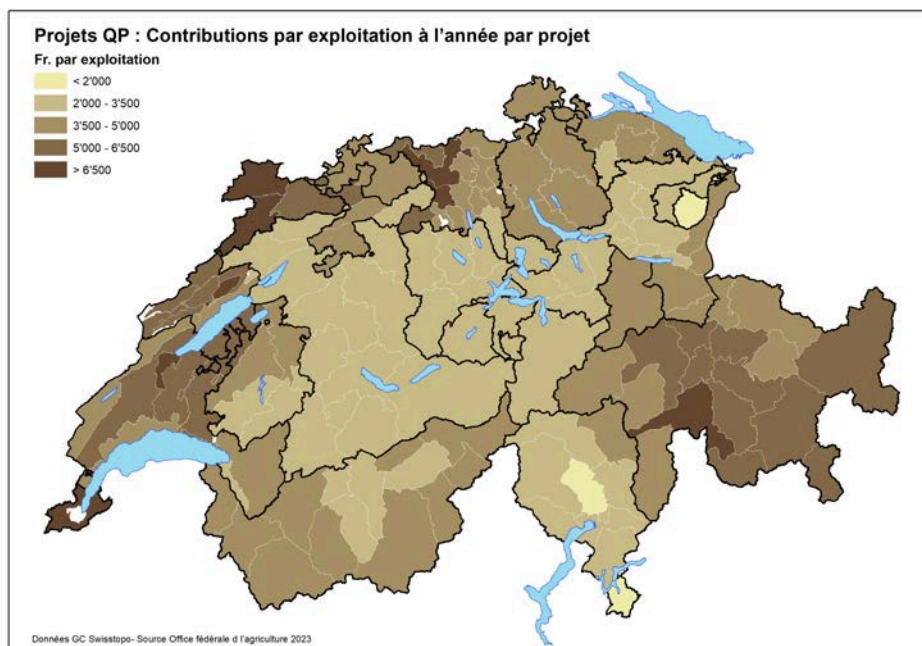 Projets QP : Contributions par exploitation à l'année par projet
Fr. par exploitation
< 2'000
2'000 - 3'500
3'500 - 5'000
5'000 - 6'500
> 6'500
Données GC Swisstopo- Source Office fédérale d l'agriculture 2023